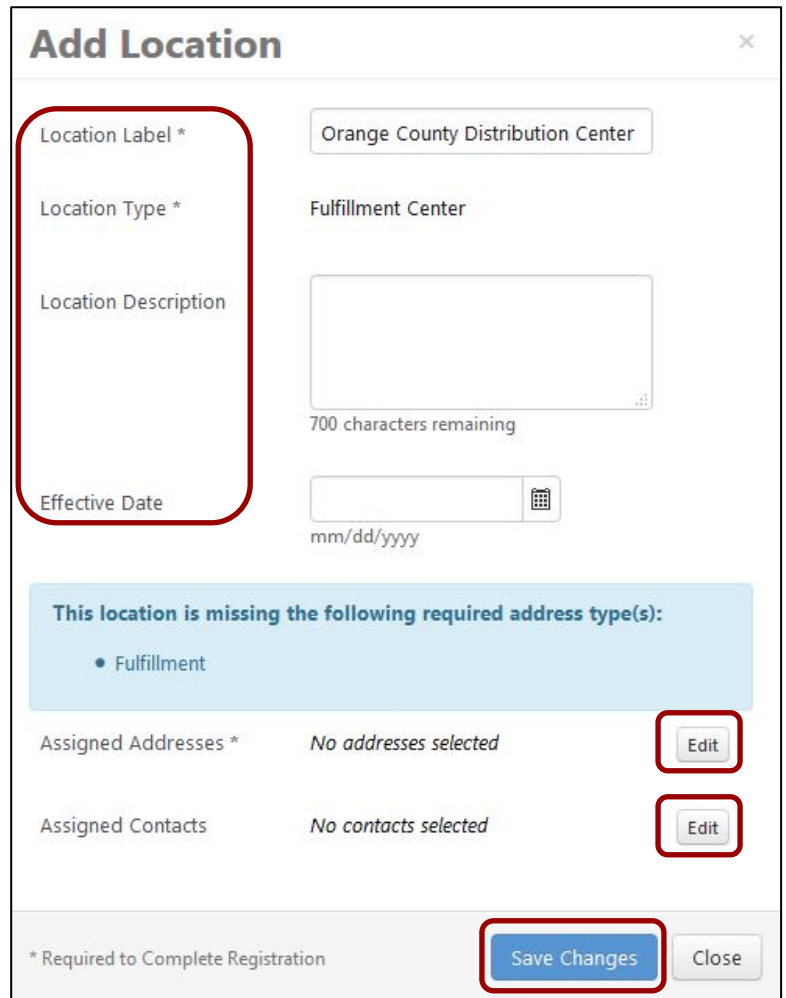 Add Location ×
Location Label * Orange County Distribution Center
Location Type * Fulfillment Center
Location Description
700 characters remaining
Effective Date
mm/dd/yyyy
This location is missing the following required address type(s):
• Fulfillment
Assigned Addresses * No addresses selected Edit
Assigned Contacts No contacts selected Edit
* Required to Complete Registration Save Changes Close